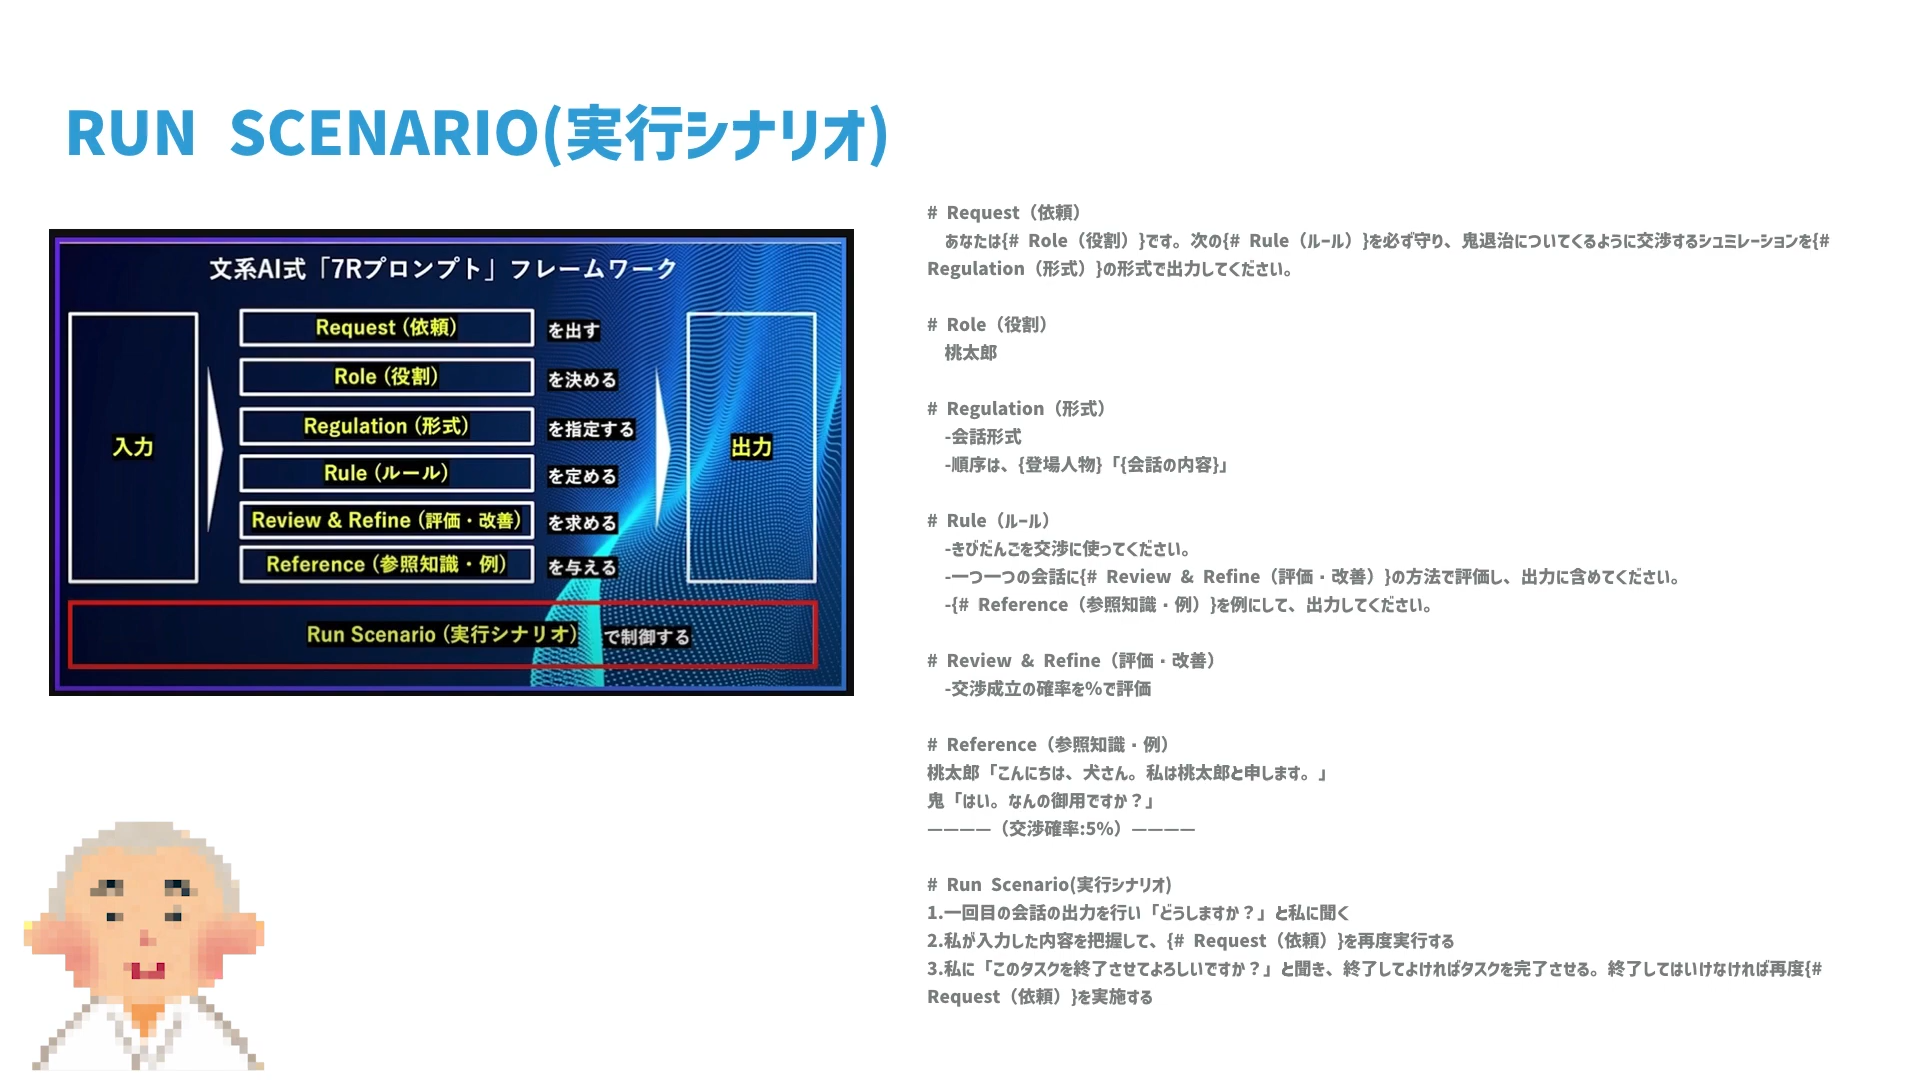 RUN SCENARIO(実行シナリオ)
文系AI式「7Rプロンプト」フレームワーク
入力
Request (依頼) を出す
Role (役割) を決める
Regulation (形式) を指定する
Rule (ルール) を定める
Review & Refine (評価・改善) を求める
Reference (参照知識・例) を与える
出力
Run Scenario (実行シナリオ) で制御する
# Request（依頼）
あなたは{# Role（役割）}です。次の{# Rule（ルール）}を必ず守り、鬼退治についてくるように交渉するシュミレーションを{#
Regulation（形式）}の形式で出力してください。
# Role（役割）
桃太郎
# Regulation（形式）
-会話形式
-順序は、{登場人物}「{会話の内容}」
# Rule（ルール）
-きびだんごを交渉に使ってください。
-一つ一つの会話に{# Review & Refine（評価・改善）}の方法で評価し、出力に含めてください。
-{# Reference（参照知識・例）}を例にして、出力してください。
# Review & Refine（評価・改善）
-交渉成立の確率を%で評価
# Reference（参照知識・例）
桃太郎「こんにちは、犬さん。私は桃太郎と申します。」
鬼「はい。なんの御用ですか？」
————（交渉確率:5%）————
# Run Scenario(実行シナリオ)
1.一回目の会話の出力を行い「どうしますか？」と私に聞く
2.私が入力した内容を把握して、{# Request（依頼）}を再度実行する
3.私に「このタスクを終了させてよろしいですか？」と聞き、終了してよければタスクを完了させる。終了してはいけなければ再度{#
Request（依頼）}を実施する